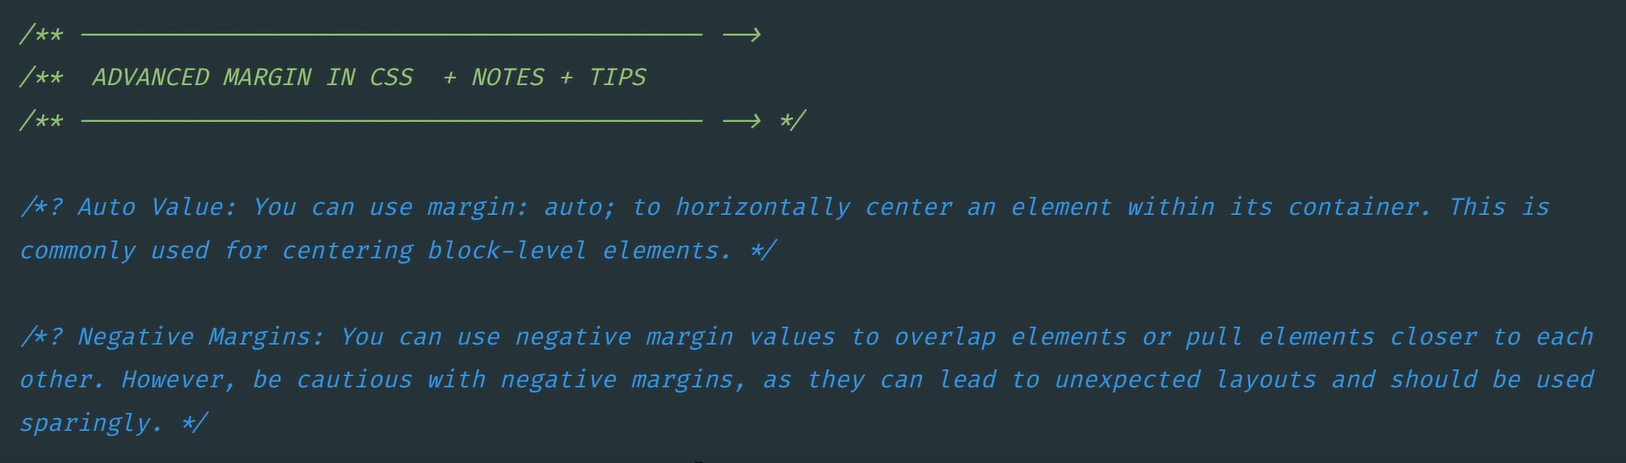 /** ------------------------------------------- -->
/**  ADVANCED MARGIN IN CSS  + NOTES + TIPS
/** ------------------------------------------- --> */
/*? Auto Value: You can use margin: auto; to horizontally center an element within its container. This is
commonly used for centering block-level elements. */
/*? Negative Margins: You can use negative margin values to overlap elements or pull elements closer to each
other. However, be cautious with negative margins, as they can lead to unexpected layouts and should be used
sparingly. */